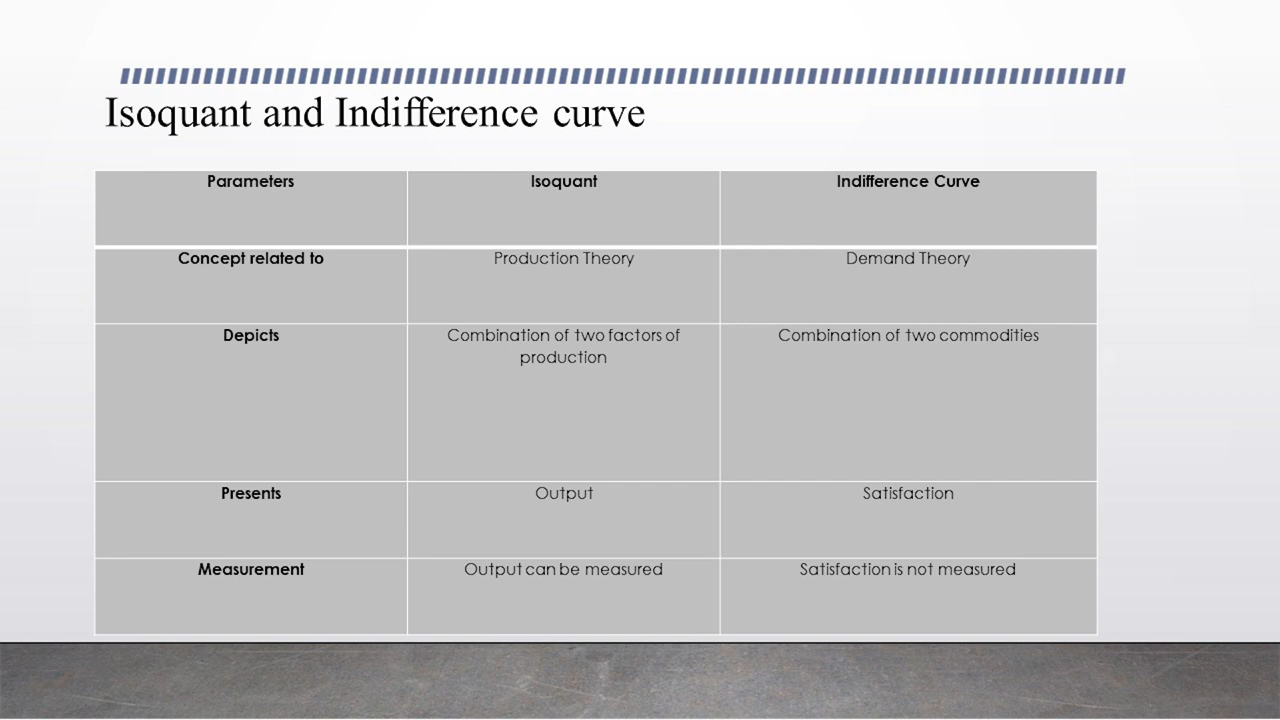 Isoquant and Indifference curve
Parameters Isoquant Indifference Curve
Concept related to Production Theory Demand Theory
Depicts Combination of two factors of Combination of two commodities
production
Presents Output Satisfaction
Measurement Output can be measured Satisfaction is not measured